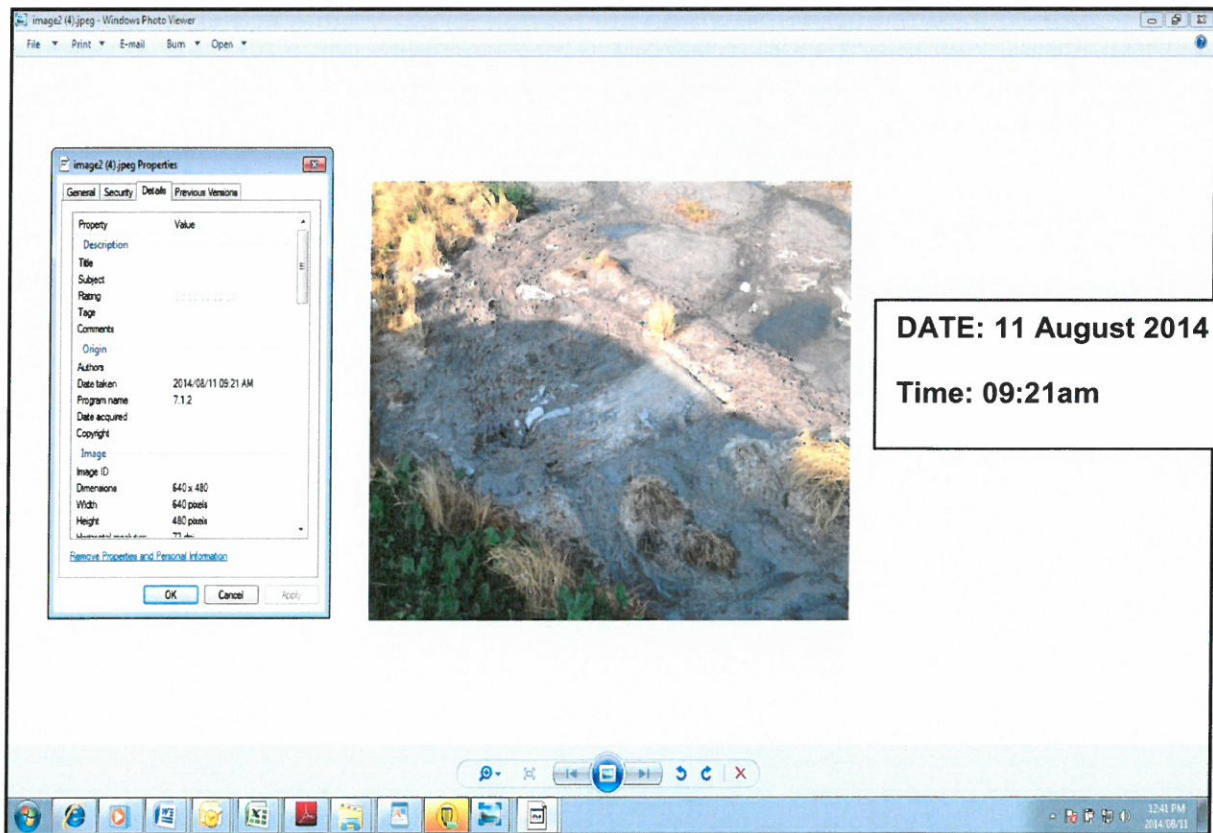 image2 (4).jpeg - Windows Photo Viewer
File Print E-mail Burn Open
image2 (4).jpeg Properties
General Security Details Previous Versions
Property Value
Description
Title
Subject
Rating
Tags
Comments
Origin
Authors
Date taken 2014/08/11 09:21 AM
Program name 7.1.2
Date acquired
Copyright
Image
Image ID
Dimensions 640 x 480
Width 640 pixels
Height 480 pixels
Horizontal resolution 72 dpi
Remove Properties and Personal Information
OK Cancel Apply
DATE: 11 August 2014
Time: 09:21am
12:41 PM
2014/08/11